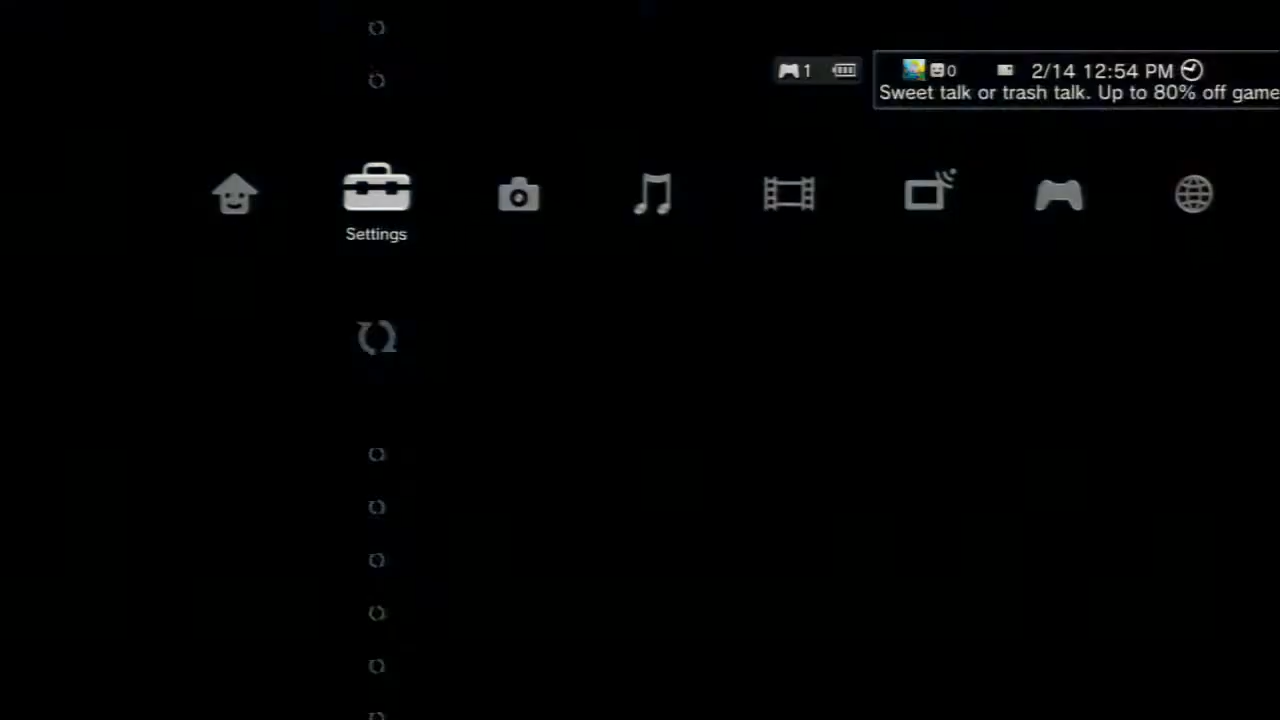 1
0
2/14 12:54 PM
Sweet talk or trash talk. Up to 80% off game
Settings